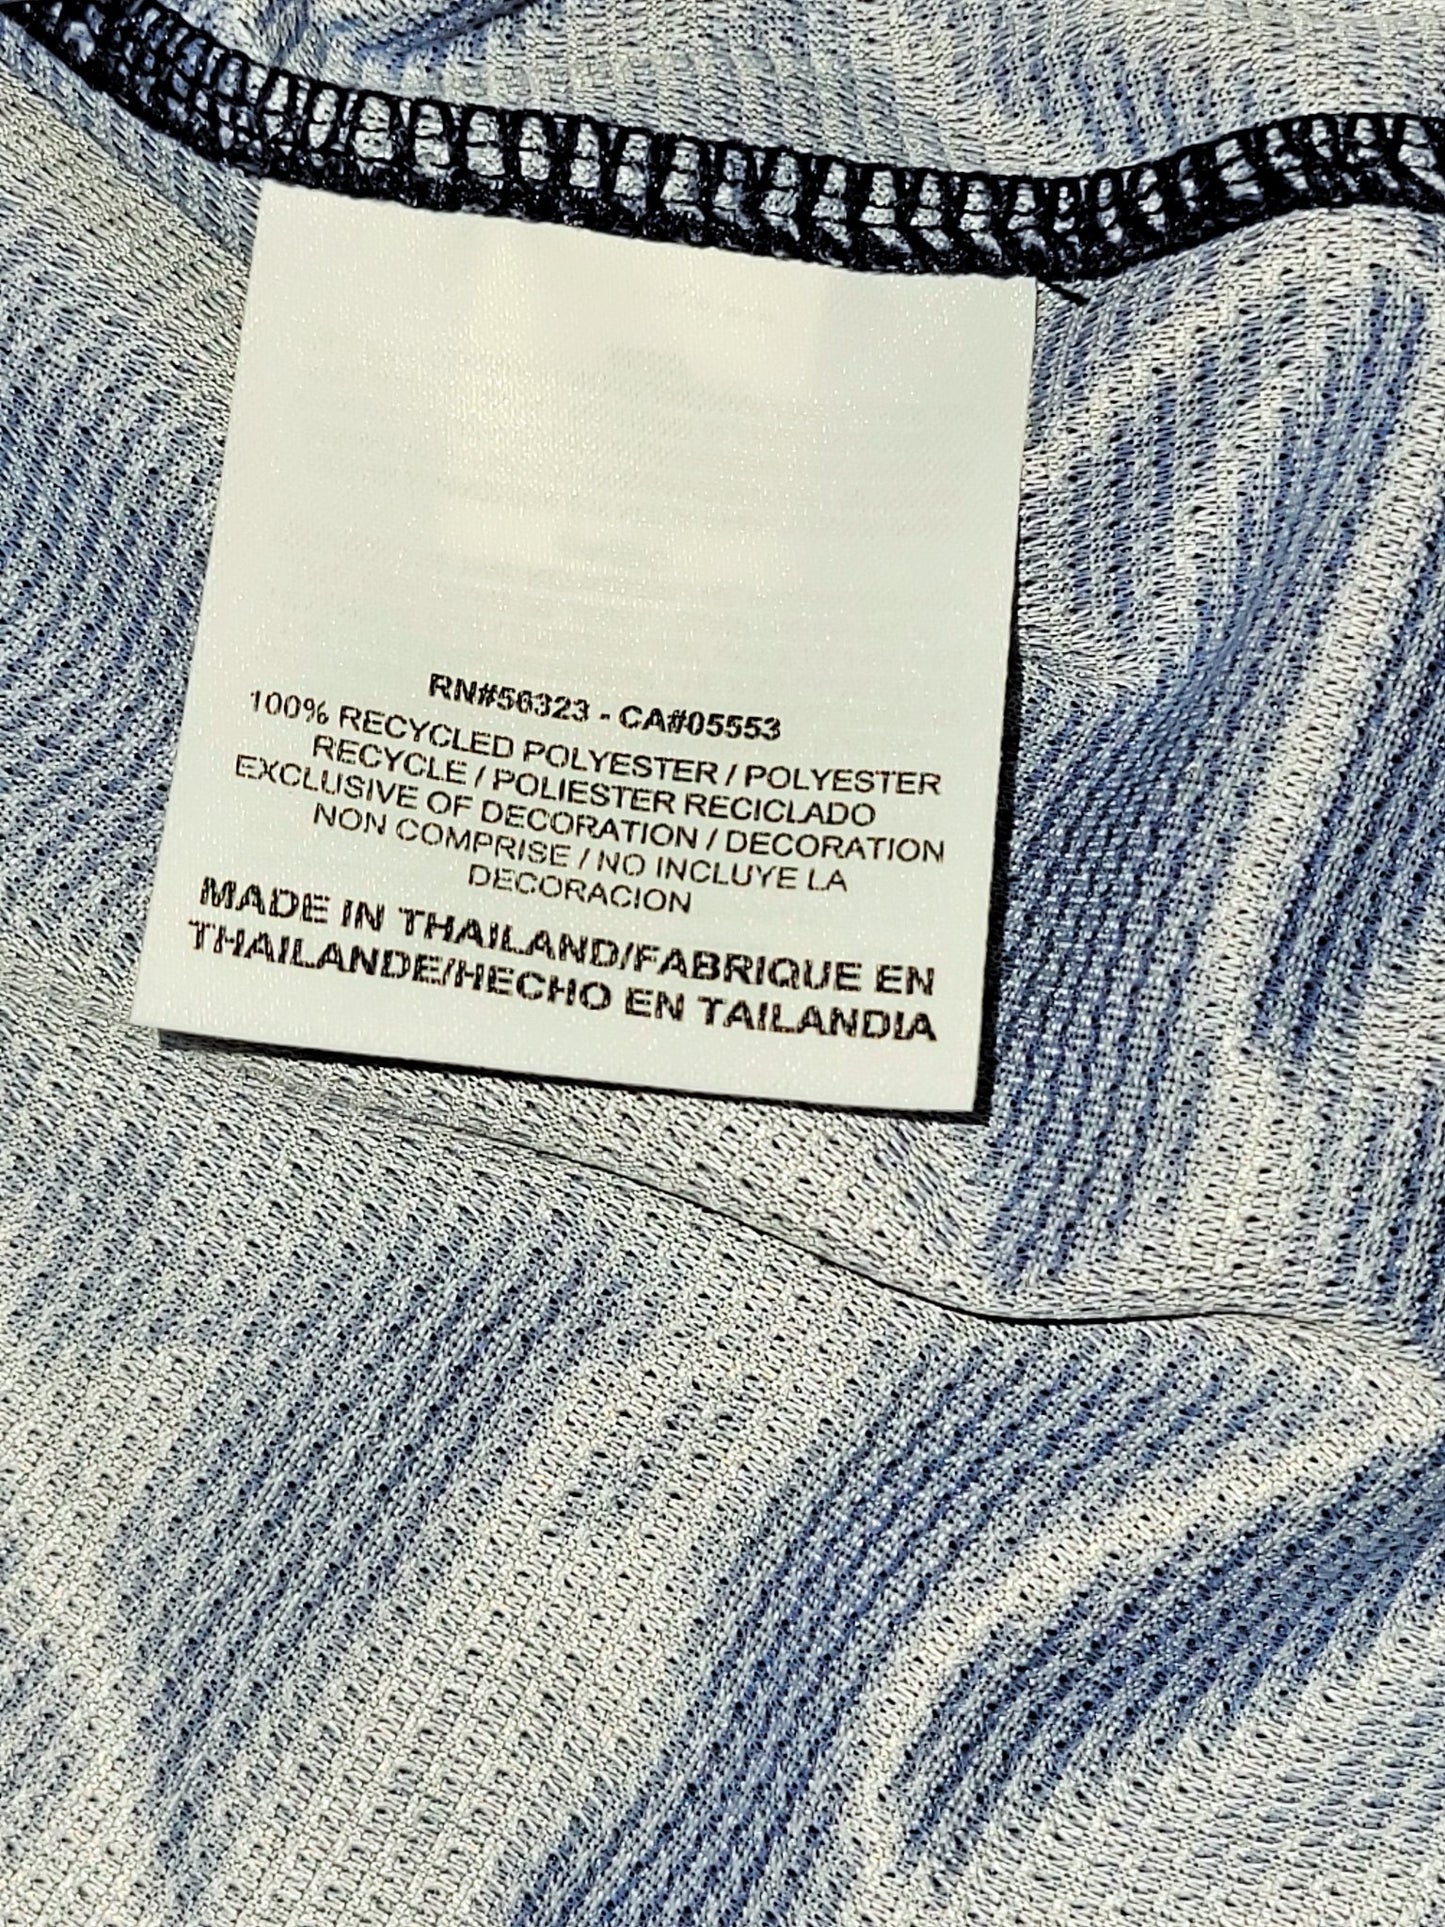 RN#56323 - CA#05553
100% RECYCLED POLYESTER / POLYESTER
RECYCLE / POLIESTER RECICLADO
EXCLUSIVE OF DECORATION / DECORATION
NON COMPRISE / NO INCLUYE LA
DECORACION
MADE IN THAILAND/FABRIQUE EN
THAILANDE/HECHO EN TAILANDIA